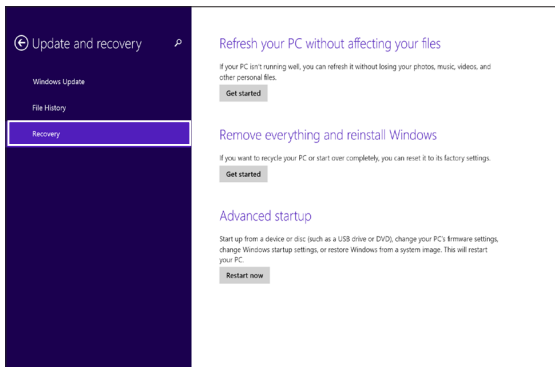 Update and recovery
Windows Update
File History
Recovery
Refresh your PC without affecting your files
If your PC isn't running well, you can refresh it without losing your photos, music, videos, and
other personal files.
Get started
Remove everything and reinstall Windows
If you want to recycle your PC or start over completely, you can reset it to its factory settings.
Get started
Advanced startup
Start up from a device or disc (such as a USB drive or DVD), change your PC's firmware settings,
change Windows startup settings, or restore Windows from a system image. This will restart
your PC.
Restart now